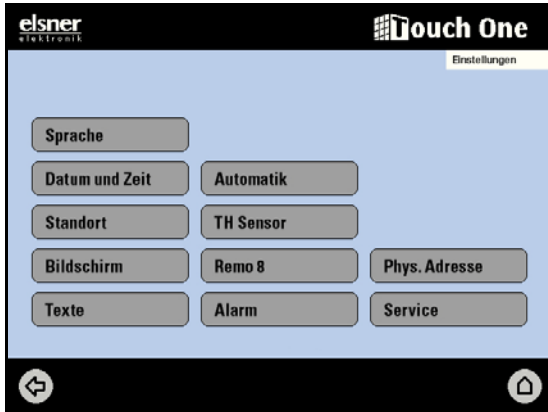 elsner
elektronik
Touch One
Einstellungen
Sprache
Datum und Zeit
Automatik
Standort
TH Sensor
Bildschirm
Remo 8
Phys. Adresse
Texte
Alarm
Service